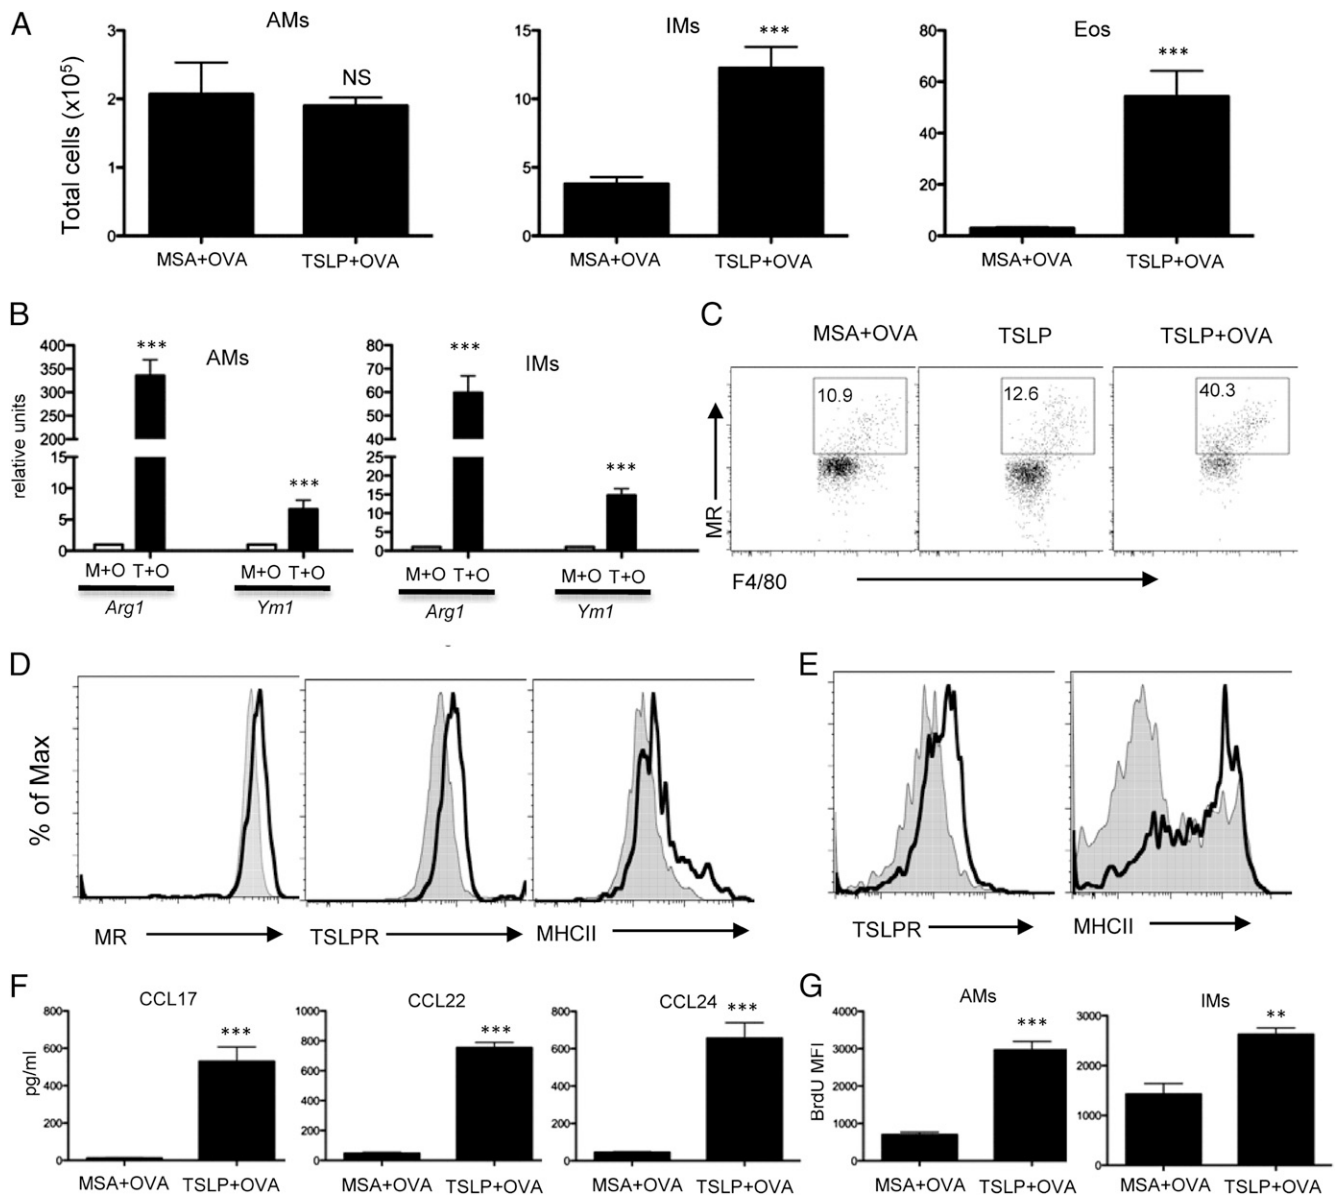 A
AMs
IMs
Eos
Total cells (x10⁵)
3
2
1
0
NS
MSA+OVA
TSLP+OVA
15
10
5
0
***
MSA+OVA
TSLP+OVA
80
60
40
20
0
***
MSA+OVA
TSLP+OVA
B
relative units
400
350
300
250
200
15
10
5
0
***
AMs
***
M+O T+O
M+O T+O
Arg1
Ym1
80
70
60
50
40
25
20
15
10
5
0
***
IMs
***
M+O T+O
M+O T+O
Arg1
Ym1
C
MSA+OVA
TSLP
TSLP+OVA
10.9
12.6
40.3
MR
F4/80
D
% of Max
MR
TSLPR
MHCII
E
TSLPR
MHCII
F
CCL17
pg/ml
800
600
400
200
0
***
MSA+OVA
TSLP+OVA
CCL22
1000
800
600
400
200
0
***
MSA+OVA
TSLP+OVA
CCL24
800
600
400
200
0
***
MSA+OVA
TSLP+OVA
G
AMs
BrdU MFI
4000
3000
2000
1000
0
***
MSA+OVA
TSLP+OVA
IMs
3000
2000
1000
0
**
MSA+OVA
TSLP+OVA